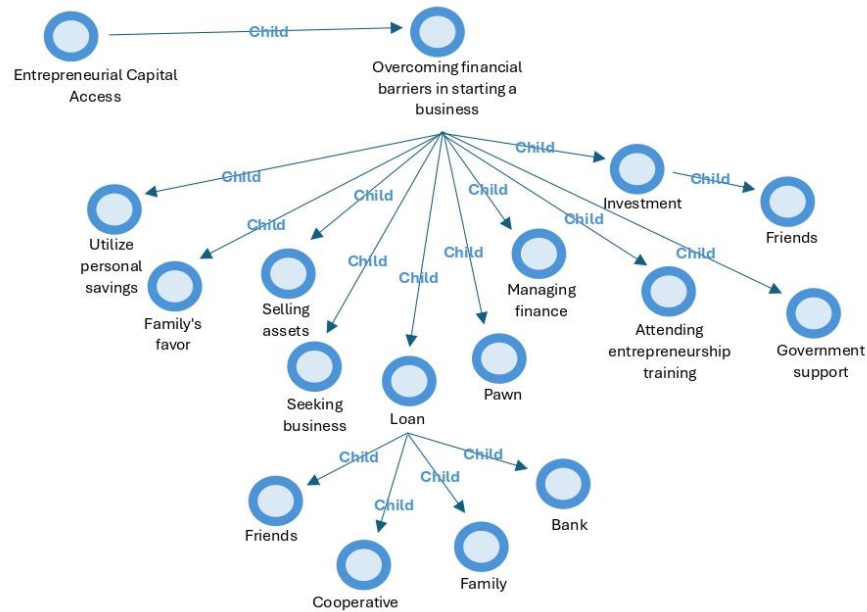 Child
Entrepreneurial Capital
Access
Overcoming financial
barriers in starting a
business
Child
Investment
Child
Friends
Child
Utilize
personal
savings
Child
Family's
favor
Child
Selling
assets
Child
Seeking
business
Child
Loan
Child
Pawn
Child
Managing
finance
Child
Attending
entrepreneurship
training
Child
Government
support
Child
Friends
Child
Cooperative
Child
Family
Child
Bank